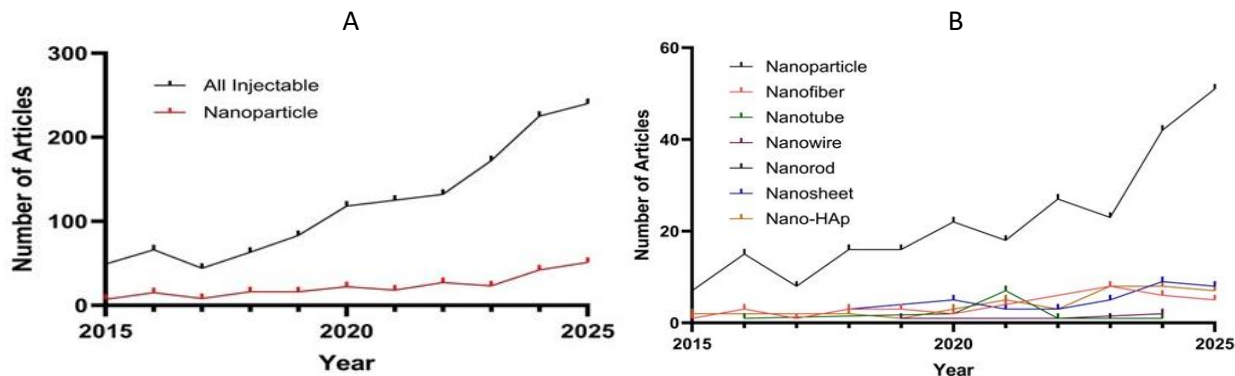 A
B
300
200
100
0
2015
2020
2025
Number of Articles
Year
All Injectable
Nanoparticle
60
40
20
0
2015
2020
2025
Number of Articles
Year
Nanoparticle
Nanofiber
Nanotube
Nanowire
Nanorod
Nanosheet
Nano-HAp